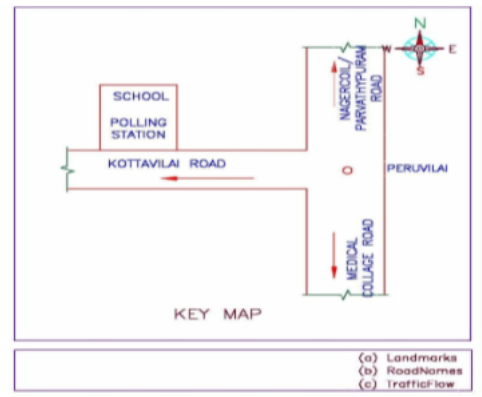 N
W
E
S
NAGERCOIL/
PARVATHYPURAM
ROAD
SCHOOL
POLLING
STATION
KOTTAVILAI ROAD
PERUVILAI
MEDICAL
COLLAGE ROAD
KEY MAP
(a) Landmarks
(b) RoadNames
(c) TrafficFlow